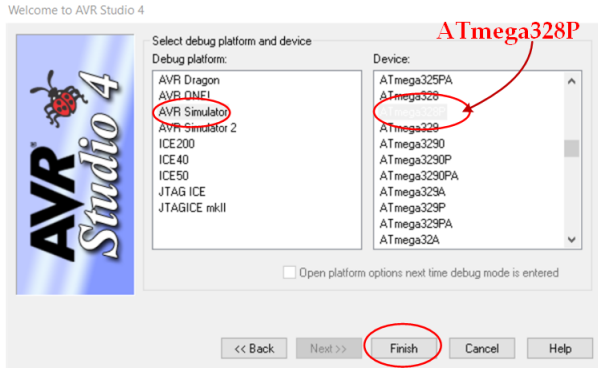 Welcome to AVR Studio 4
ATmega328P
Select debug platform and device
Debug platform:
AVR Dragon
AVR ONE!
AVR Simulator
AVR Simulator 2
ICE200
ICE40
ICE50
JTAG ICE
JTAGICE mkII
Device:
ATmega325PA
ATmega328
ATmega329
ATmega3290
ATmega3290P
ATmega3290PA
ATmega329A
ATmega329P
ATmega329PA
ATmega32A
AVR®
Studio 4
Open platform options next time debug mode is entered
<< Back
Next >>
Finish
Cancel
Help